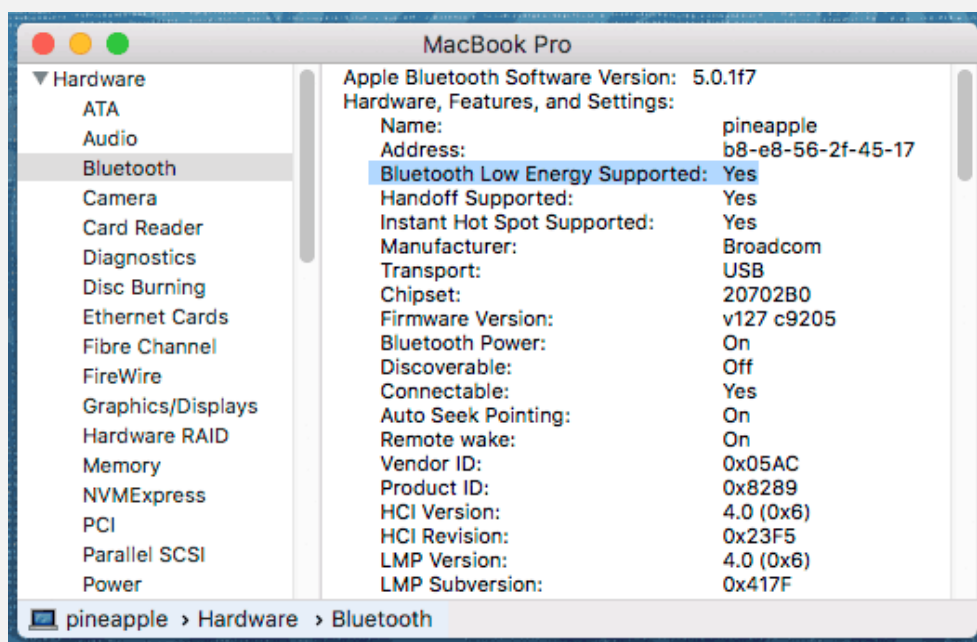 MacBook Pro
Hardware
ATA
Audio
Bluetooth
Camera
Card Reader
Diagnostics
Disc Burning
Ethernet Cards
Fibre Channel
FireWire
Graphics/Displays
Hardware RAID
Memory
NVMExpress
PCI
Parallel SCSI
Power
Apple Bluetooth Software Version: 5.0.1f7
Hardware, Features, and Settings:
Name: pineapple
Address: b8-e8-56-2f-45-17
Bluetooth Low Energy Supported: Yes
Handoff Supported: Yes
Instant Hot Spot Supported: Yes
Manufacturer: Broadcom
Transport: USB
Chipset: 20702B0
Firmware Version: v127 c9205
Bluetooth Power: On
Discoverable: Off
Connectable: Yes
Auto Seek Pointing: On
Remote wake: On
Vendor ID: 0x05AC
Product ID: 0x8289
HCI Version: 4.0 (0x6)
HCI Revision: 0x23F5
LMP Version: 4.0 (0x6)
LMP Subversion: 0x417F
pineapple › Hardware › Bluetooth